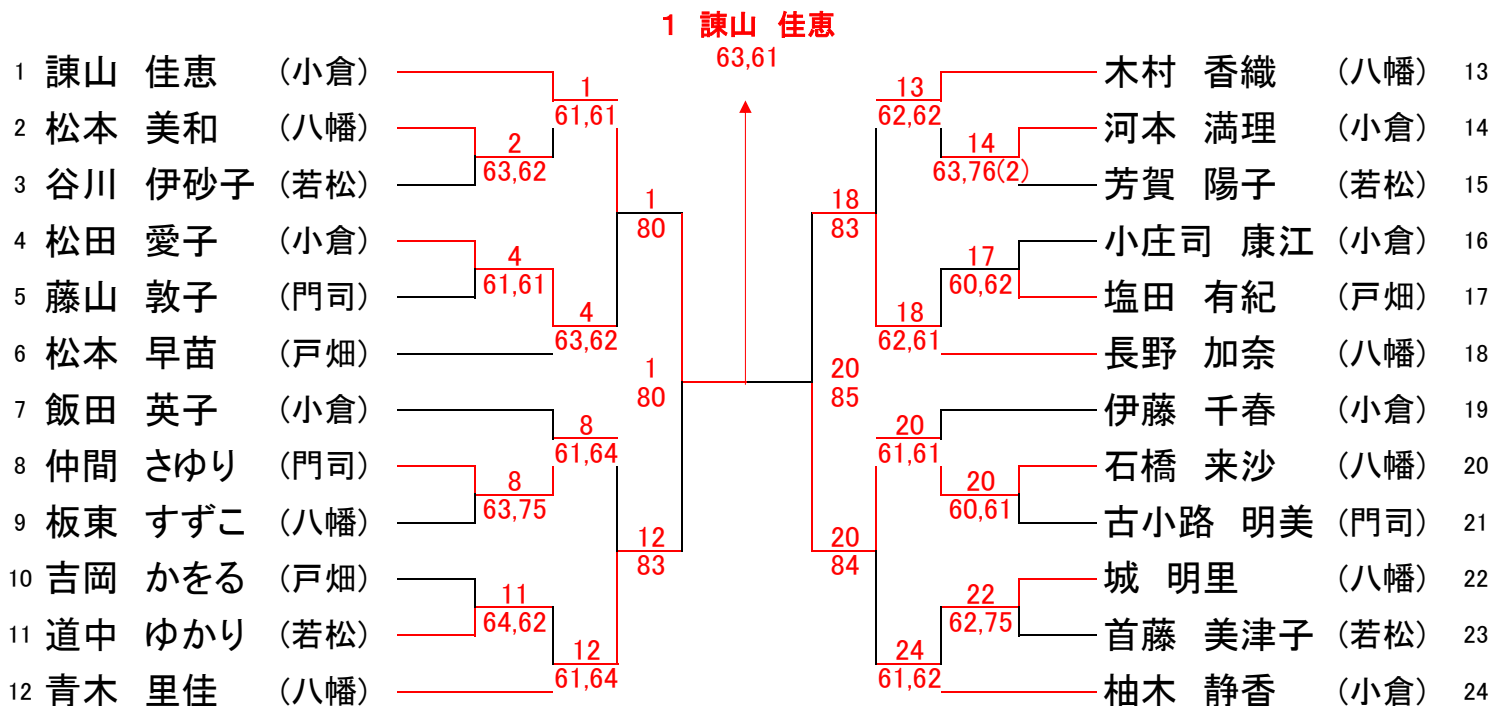 1 諌山 佳恵
63,61
1 諌山 佳恵 (小倉)
2 松本 美和 (八幡)
3 谷川 伊砂子 (若松)
4 松田 愛子 (小倉)
5 藤山 敦子 (門司)
6 松本 早苗 (戸畑)
7 飯田 英子 (小倉)
8 仲間 さゆり (門司)
9 板東 すずこ (八幡)
10 吉岡 かをる (戸畑)
11 道中 ゆかり (若松)
12 青木 里佳 (八幡)
2
63,62
4
61,61
8
63,75
11
64,62
1
61,61
4
63,62
8
61,64
12
61,64
1
80
12
83
1
80
20
85
18
83
20
84
13
62,62
18
62,61
20
61,61
24
61,62
14
63,76(2)
17
60,62
20
60,61
22
62,75
木村 香織 (八幡) 13
河本 満理 (小倉) 14
芳賀 陽子 (若松) 15
小庄司 康江 (小倉) 16
塩田 有紀 (戸畑) 17
長野 加奈 (八幡) 18
伊藤 千春 (小倉) 19
石橋 来沙 (八幡) 20
古小路 明美 (門司) 21
城 明里 (八幡) 22
首藤 美津子 (若松) 23
柚木 静香 (小倉) 24